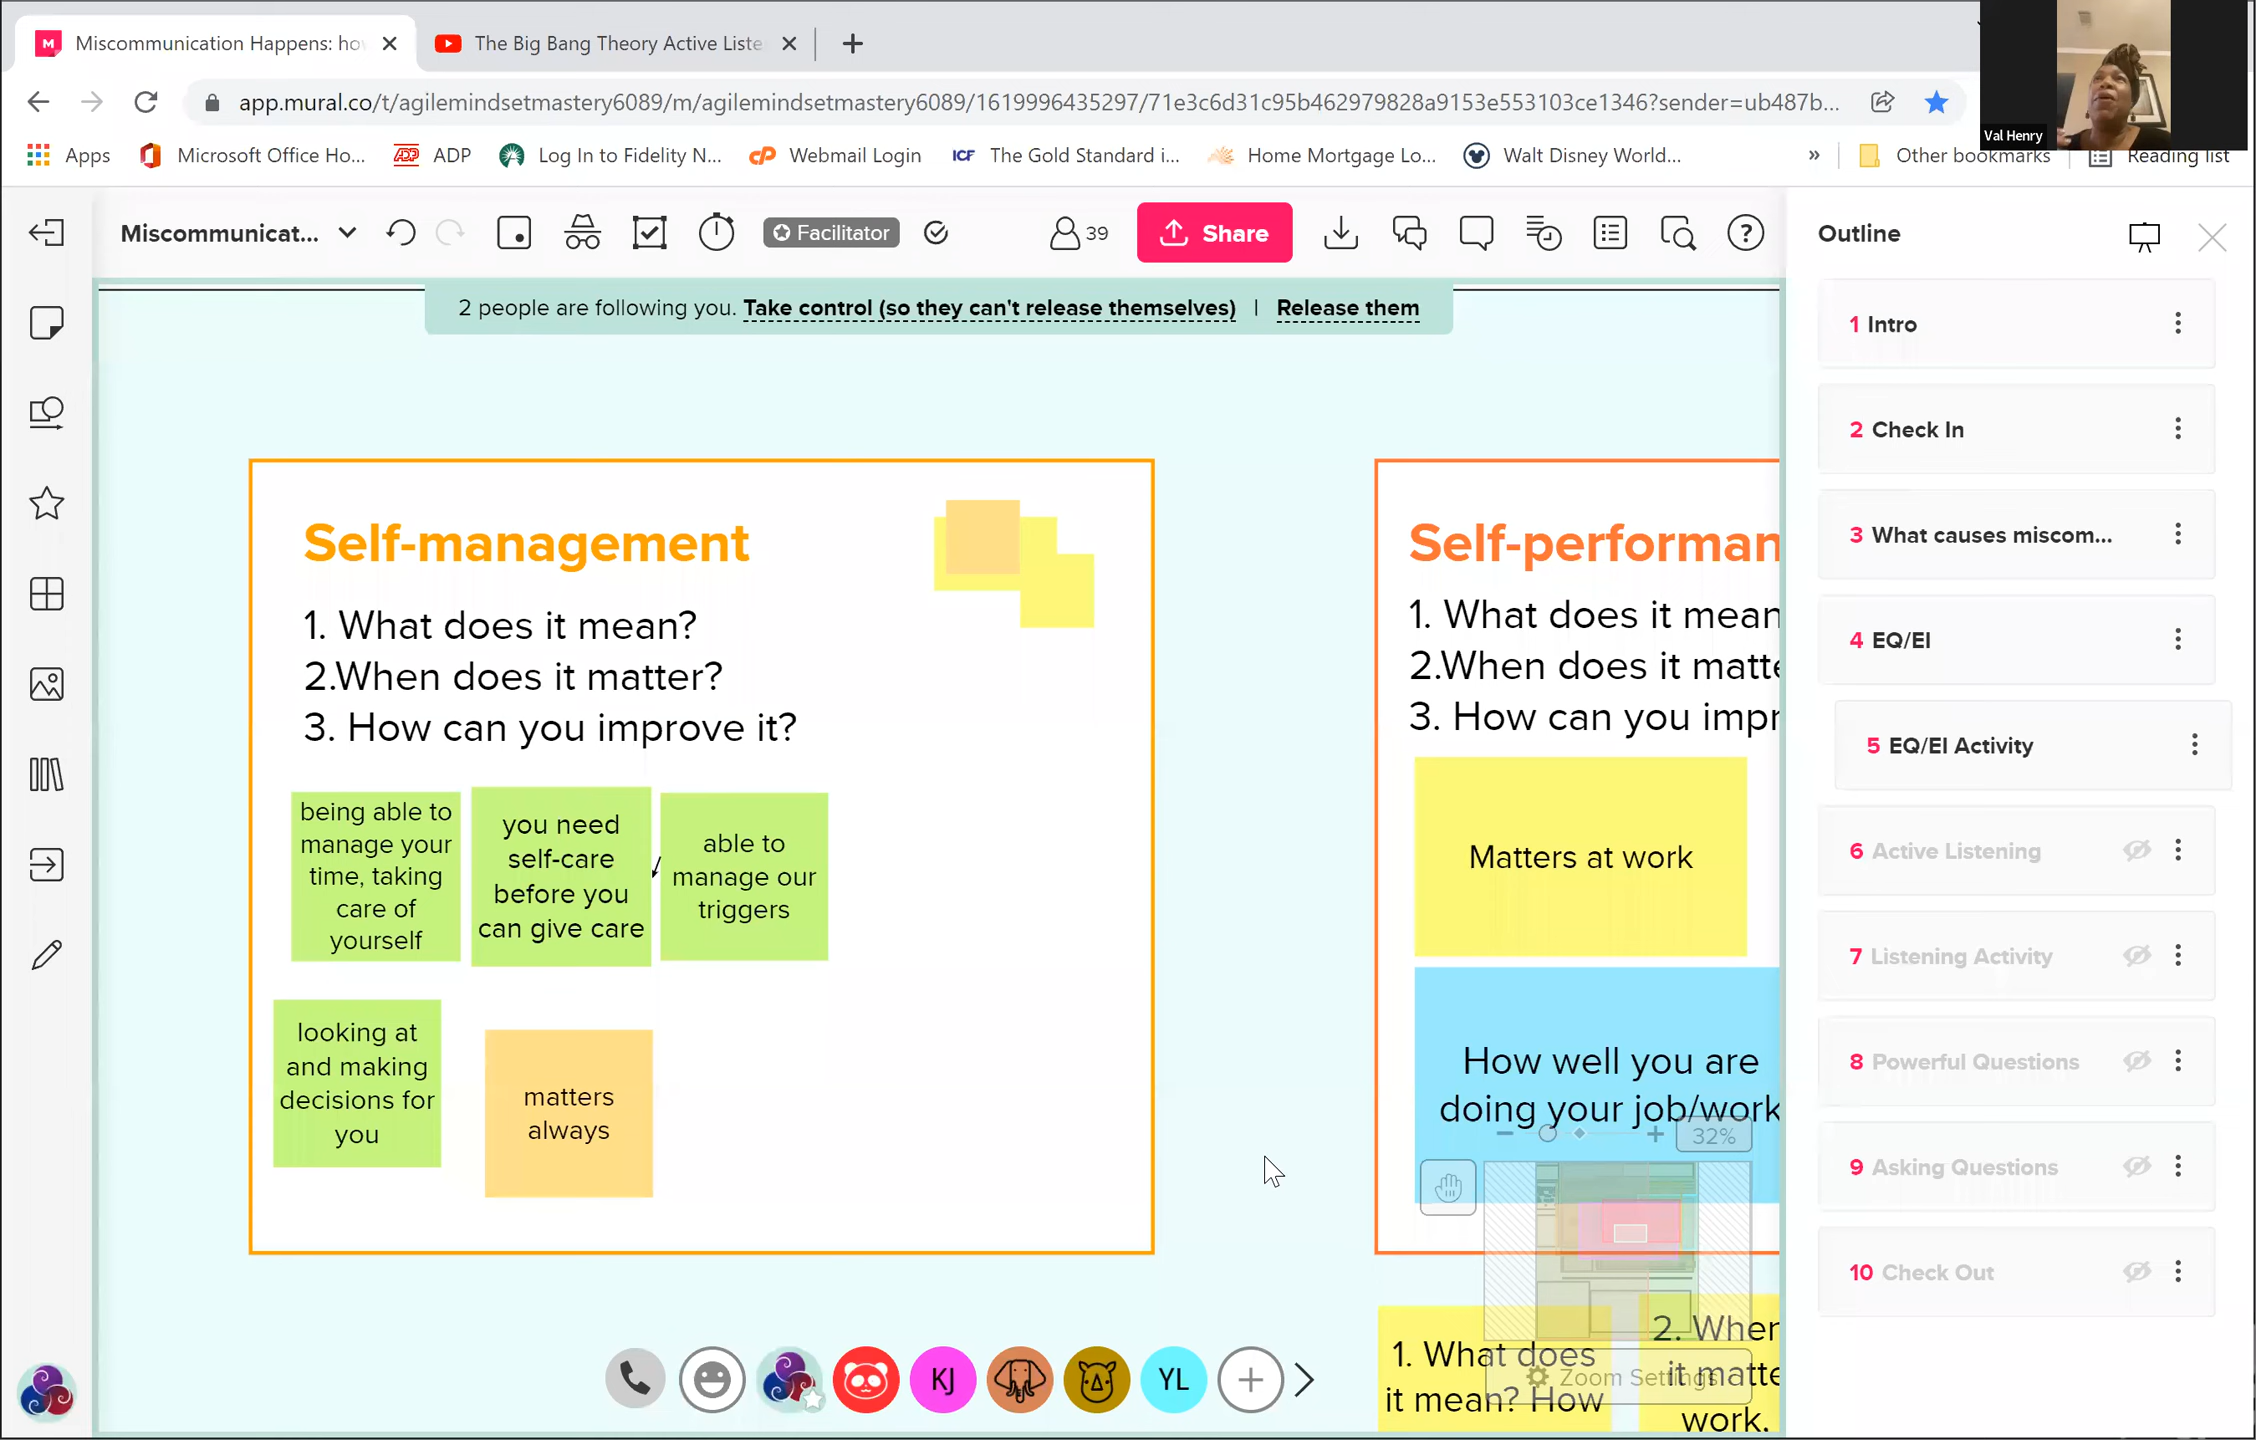 Miscommunication Happens: ho
The Big Bang Theory Active Liste
app.mural.co/t/agilemindsetmastery6089/m/agilemindsetmastery6089/1619996435297/71e3c6d31c95b462979828a9153e553103ce1346?sender=ub487b...
Val Henry
Apps
Microsoft Office Ho...
ADP
Log In to Fidelity N...
cP Webmail Login
ICF The Gold Standard i...
Home Mortgage Lo...
Walt Disney World...
»
Other bookmarks
Reading list
Miscommunicat...
Facilitator
39
Share
?
Outline
2 people are following you. Take control (so they can't release themselves) | Release them
Self-management
1. What does it mean?
2.When does it matter?
3. How can you improve it?
being able to
manage your
time, taking
care of
yourself
you need
self-care
before you
can give care
able to
manage our
triggers
looking at
and making
decisions for
you
matters
always
Self-performan
1. What does it mean
2.When does it matte
3. How can you impr
Matters at work
How well you are
doing your job/work
32%
1. What does
it mean? How
2. When
it matte
work.
Zoom Settings
KJ
YL
1 Intro
2 Check In
3 What causes miscom...
4 EQ/EI
5 EQ/EI Activity
6 Active Listening
7 Listening Activity
8 Powerful Questions
9 Asking Questions
10 Check Out